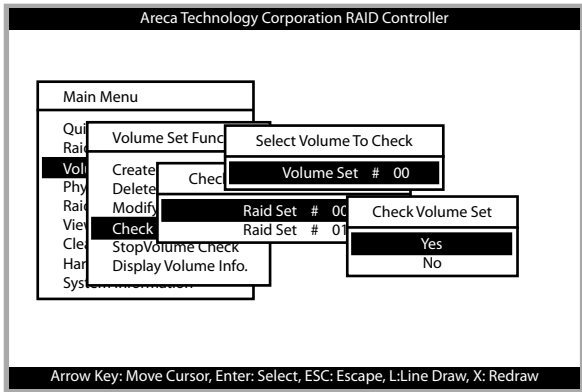 Areca Technology Corporation RAID Controller
Main Menu
Volume Set Func
Select Volume To Check
Create
Volume Set # 00
Delete
Modify
Raid Set # 00
Check Volume Set
Check
Raid Set # 01
Yes
StopVolume Check
No
Display Volume Info.
Arrow Key: Move Cursor, Enter: Select, ESC: Escape, L:Line Draw, X: Redraw